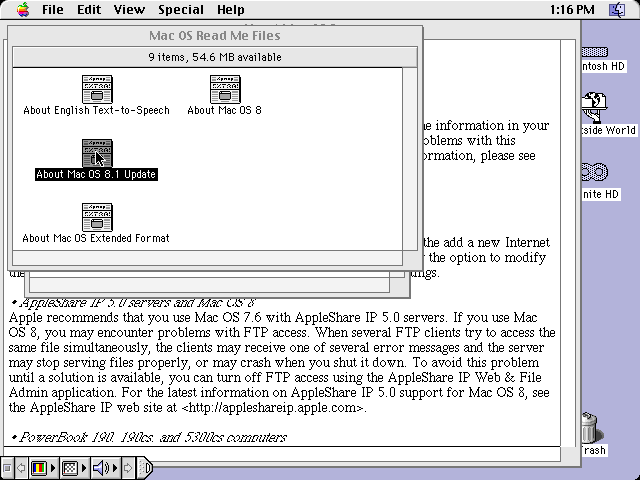 File Edit View Special Help 1:16 PM
Mac OS Read Me Files
9 items, 54.6 MB available
About English Text-to-Speech
About Mac OS 8
About Mac OS 8.1 Update
About Mac OS Extended Format
ntosh HD
tside World
nite HD
e information in your
oblems with this
ormation, please see
the add a new Internet
r the option to modify
ngs.
• AppleShare IP 5.0 servers and Mac OS 8
Apple recommends that you use Mac OS 7.6 with AppleShare IP 5.0 servers. If you use Mac
OS 8, you may encounter problems with FTP access. When several FTP clients try to access
the same file simultaneously, the clients may receive one of several error messages and the server
may stop serving files properly, or may crash when you shut it down. To avoid this problem
until a solution is available, you can turn off FTP access using the AppleShare IP Web & File
Admin application. For the latest information on AppleShare IP 5.0 support for Mac OS 8, see
the AppleShare IP web site at <http://appleshareip.apple.com>.
• PowerBook 190, 190cs, and 5300cs computers
Trash